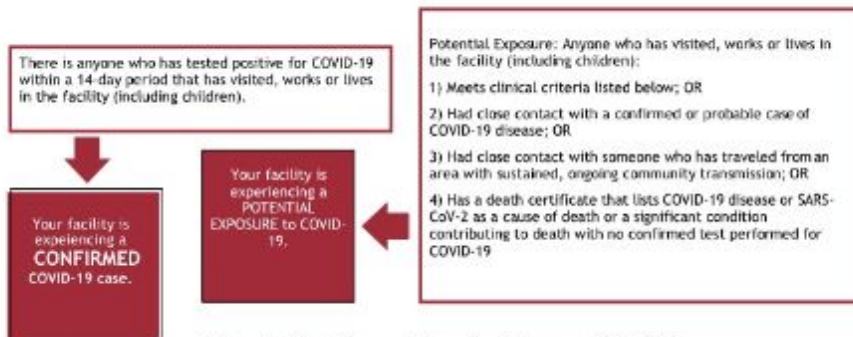 There is anyone who has tested positive for COVID-19
within a 14-day period that has visited, works or lives
in the facility (including children).
Your facility is
expeiencing a
CONFIRMED
COVID-19 case.
Your facility is
experiencing a
POTENTIAL
EXPOSURE to COVID-
19.
Potential Exposure: Anyone who has visited, works or lives in
the facility (including children):
1) Meets clinical criteria listed below; OR
2) Had close contact with a confirmed or probable case of
COVID-19 disease; OR
3) Had close contact with someone who has traveled from an
area with sustained, ongoing community transmission; OR
4) Has a death certificate that lists COVID-19 disease or SARS-
CoV-2 as a cause of death or a significant condition
contributing to death with no confirmed test performed for
COVID-19